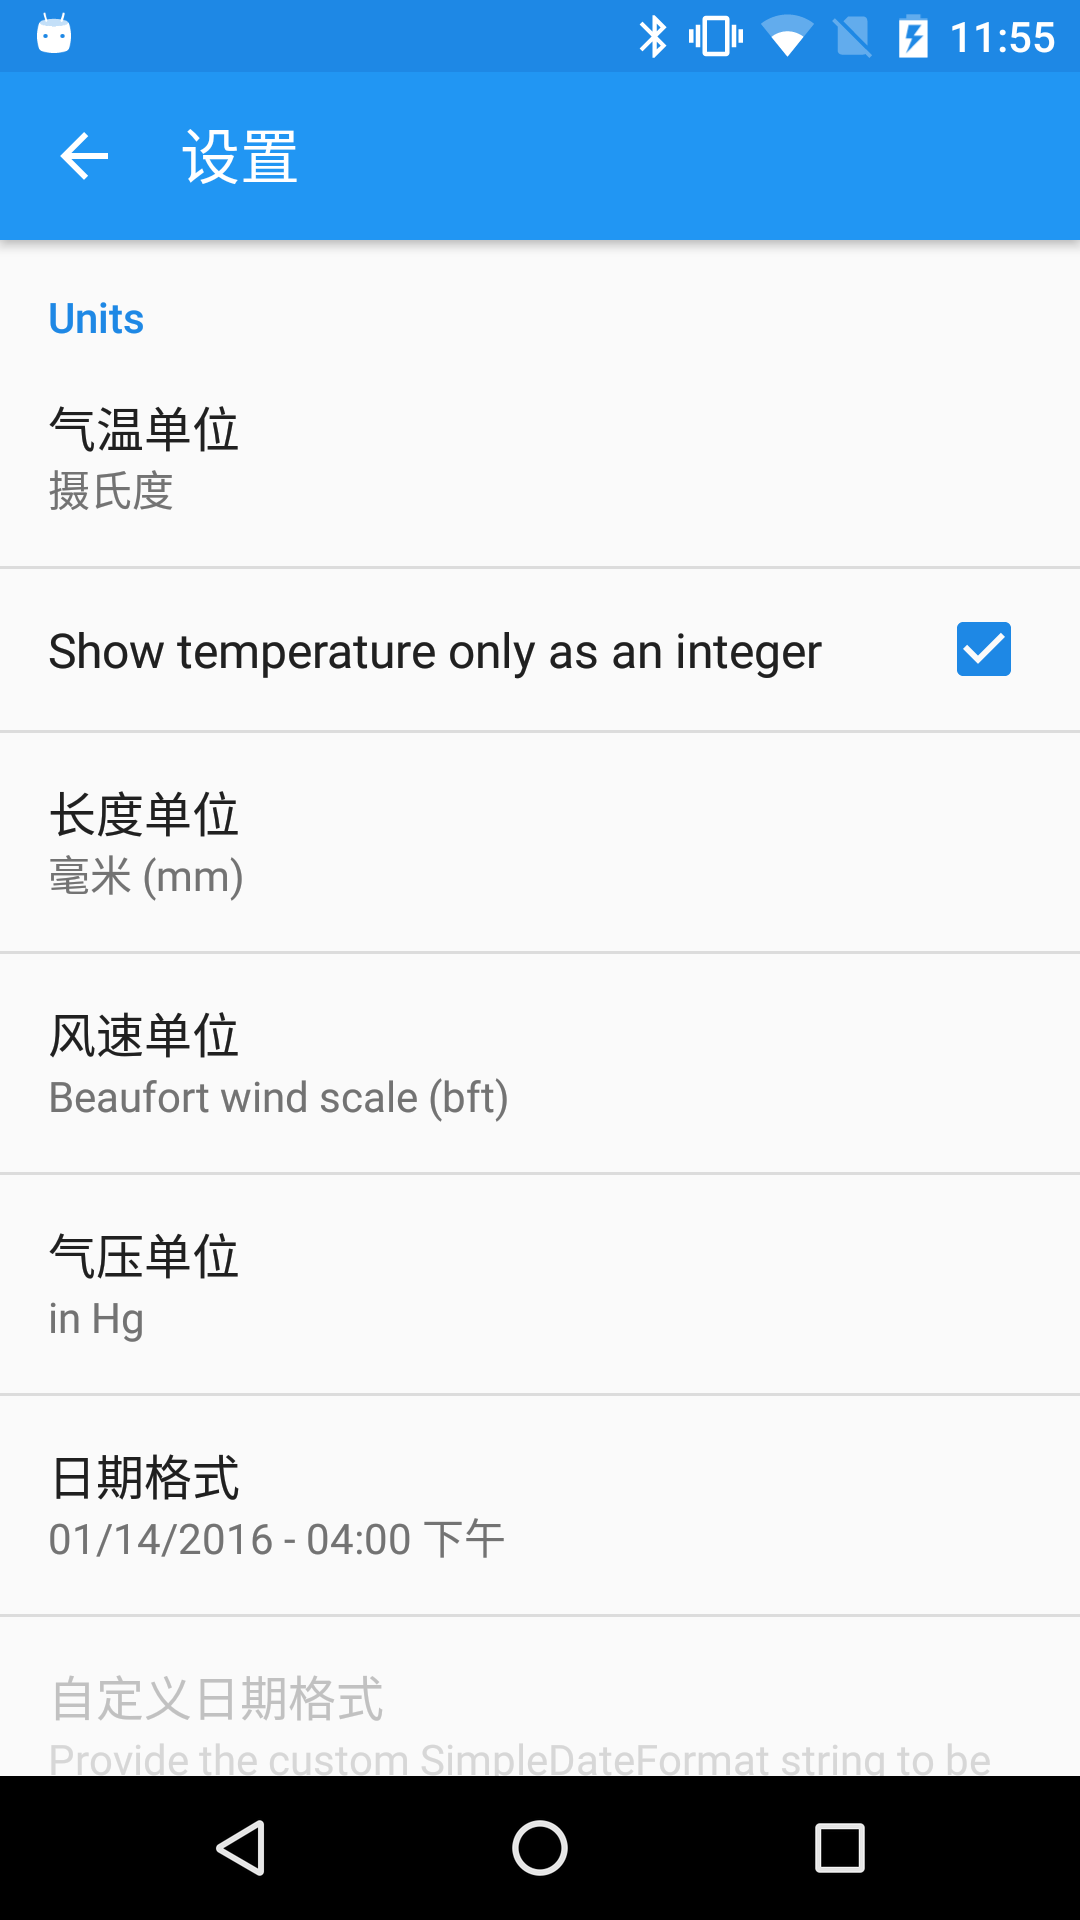 11:55
设置
Units
气温单位
摄氏度
Show temperature only as an integer
长度单位
毫米 (mm)
风速单位
Beaufort wind scale (bft)
气压单位
in Hg
日期格式
01/14/2016 - 04:00 下午
自定义日期格式
Provide the custom SimpleDateFormat string to be